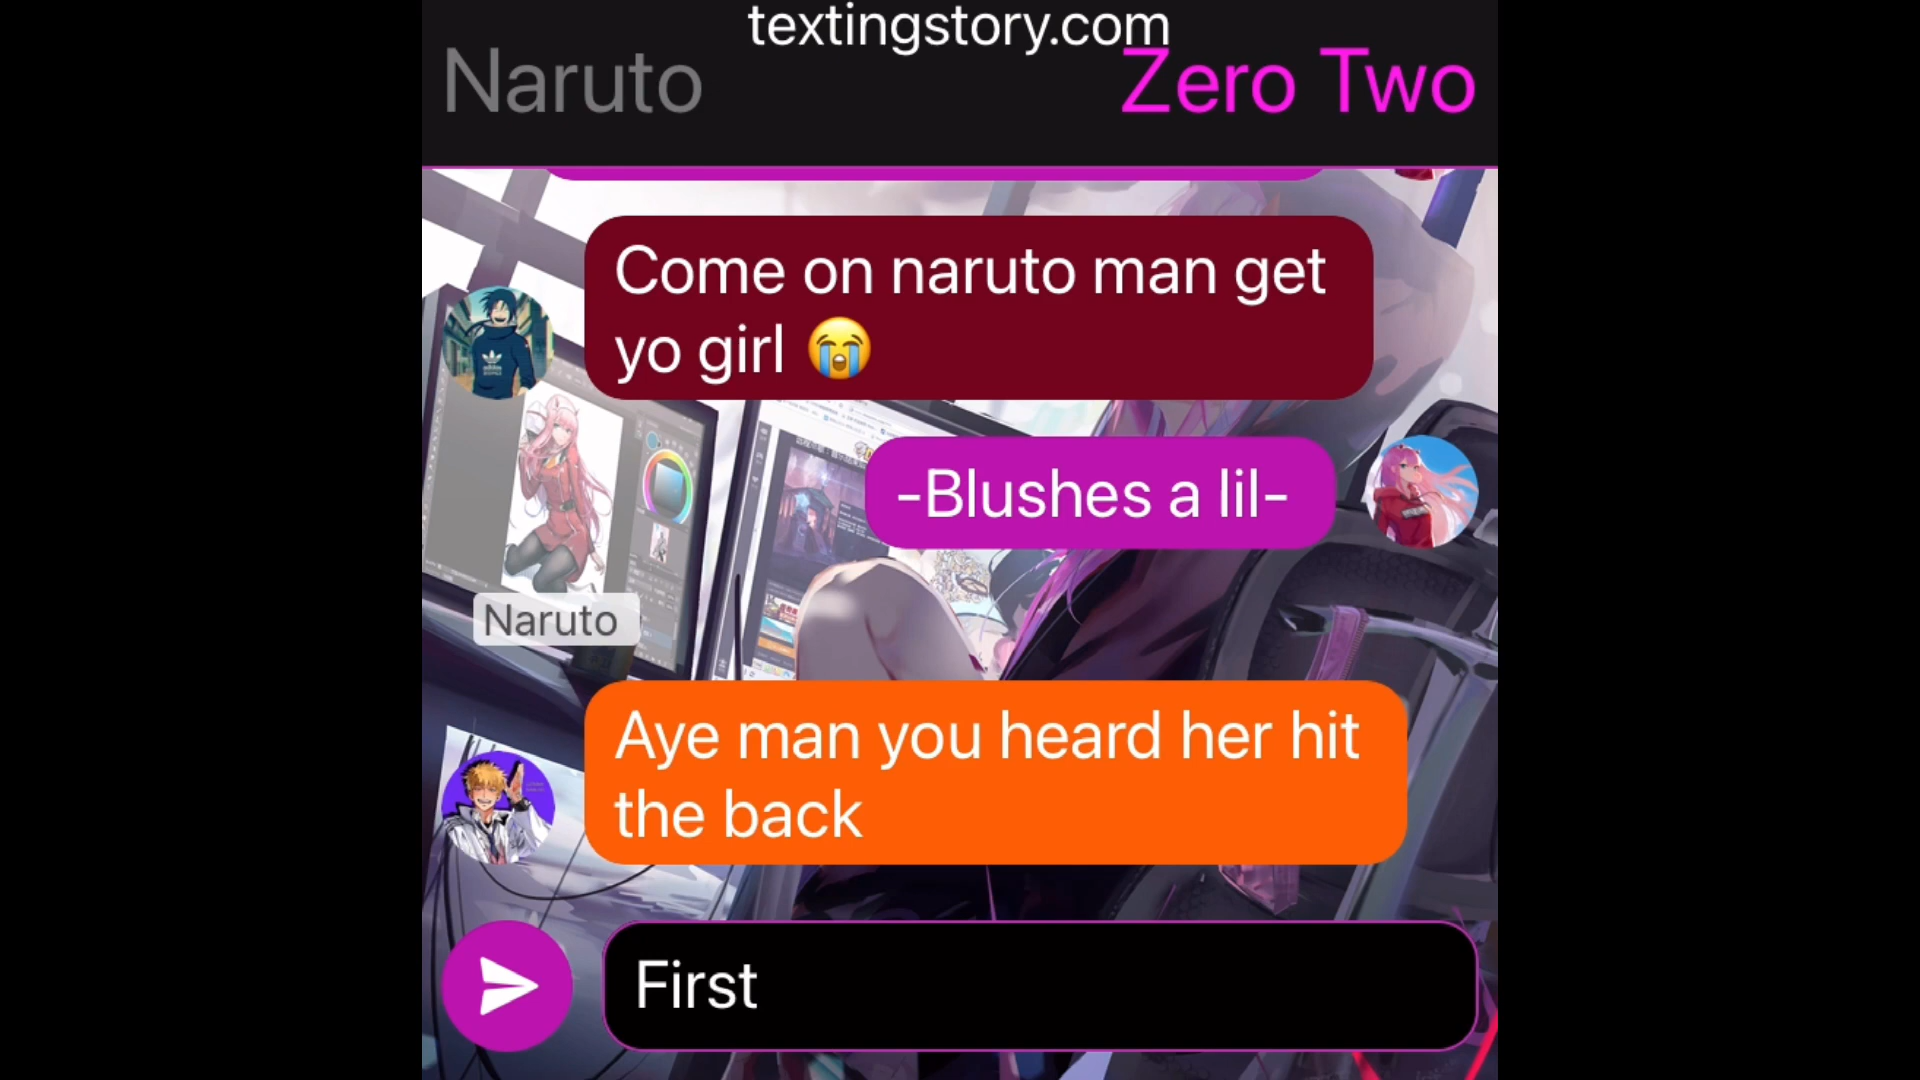 textingstory.com
Naruto
Zero Two
Come on naruto man get
yo girl 😭
-Blushes a lil-
Naruto
Aye man you heard her hit
the back
First